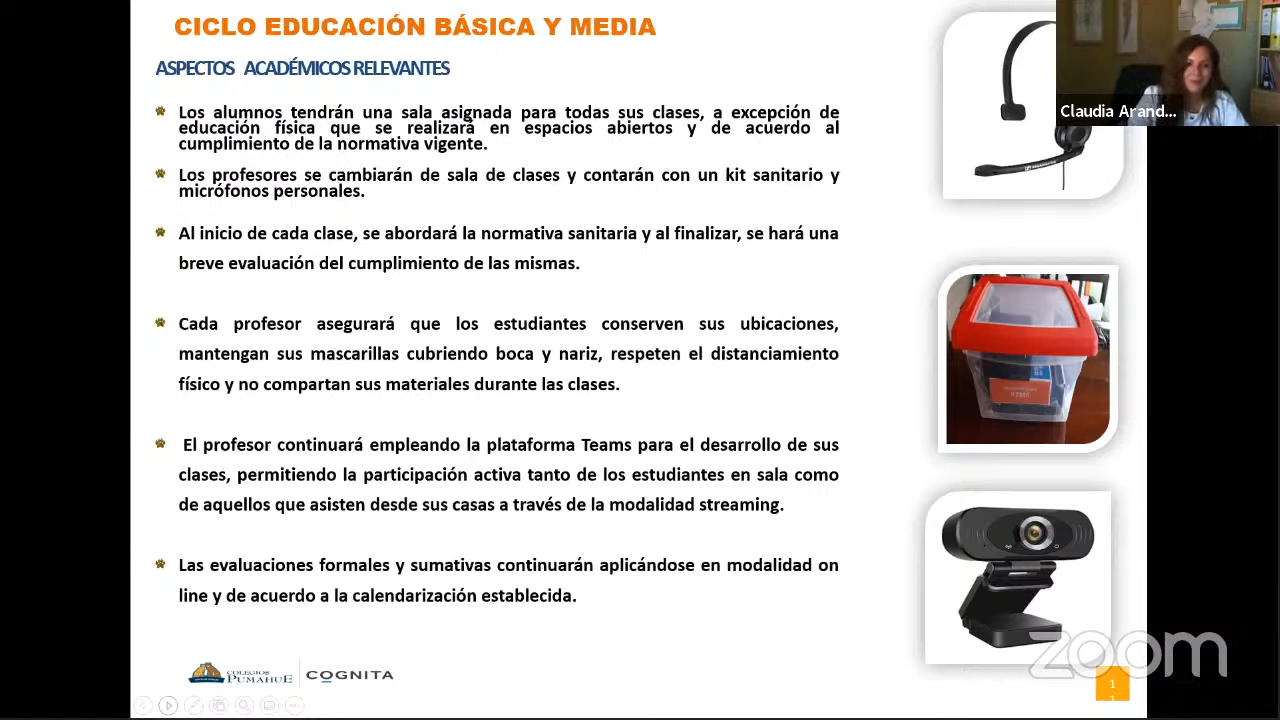 CICLO EDUCACIÓN BÁSICA Y MEDIA
ASPECTOS ACADÉMICOS RELEVANTES
Los alumnos tendrán una sala asignada para todas sus clases, a excepción de
educación física que se realizará en espacios abiertos y de acuerdo al
cumplimiento de la normativa vigente.
Los profesores se cambiarán de sala de clases y contarán con un kit sanitario y
micrófonos personales.
Al inicio de cada clase, se abordará la normativa sanitaria y al finalizar, se hará una
breve evaluación del cumplimiento de las mismas.
Cada profesor asegurará que los estudiantes conserven sus ubicaciones,
mantengan sus mascarillas cubriendo boca y nariz, respeten el distanciamiento
físico y no compartan sus materiales durante las clases.
El profesor continuará empleando la plataforma Teams para el desarrollo de sus
clases, permitiendo la participación activa tanto de los estudiantes en sala como
de aquellos que asisten desde sus casas a través de la modalidad streaming.
Las evaluaciones formales y sumativas continuarán aplicándose en modalidad on
line y de acuerdo a la calendarización establecida.
COLEGIOS
PUMAHUE
COGNITA
Claudia Arand...
zoom
1
1